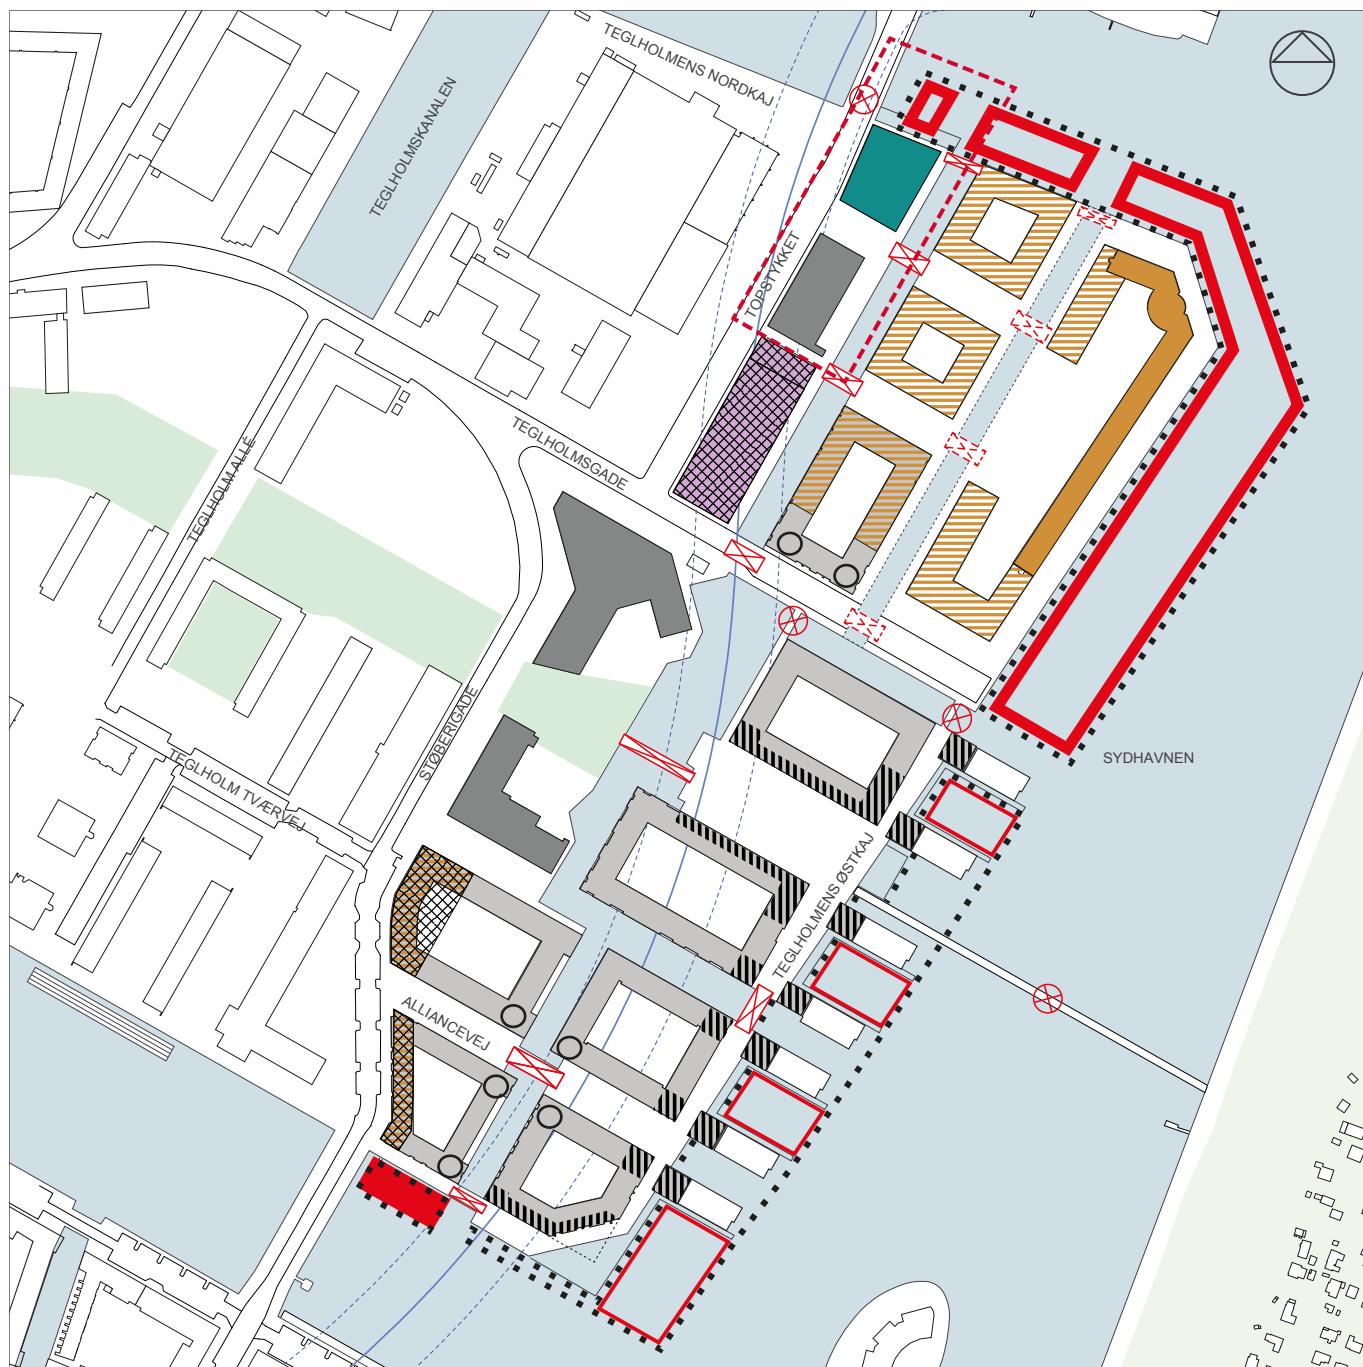 TEGLHOLMENS NORDKAJ
TEGLHOLMSKANALEN
TOPSTYKKET
TEGLHOLMSGADE
TEGLHOLM ALLÉ
STØBERIGADE
SYDHAVNEN
TEGLHOLM TVÆRVEJ
TEGLHOLMENS ØSTKAJ
ALLIANCEVEJ